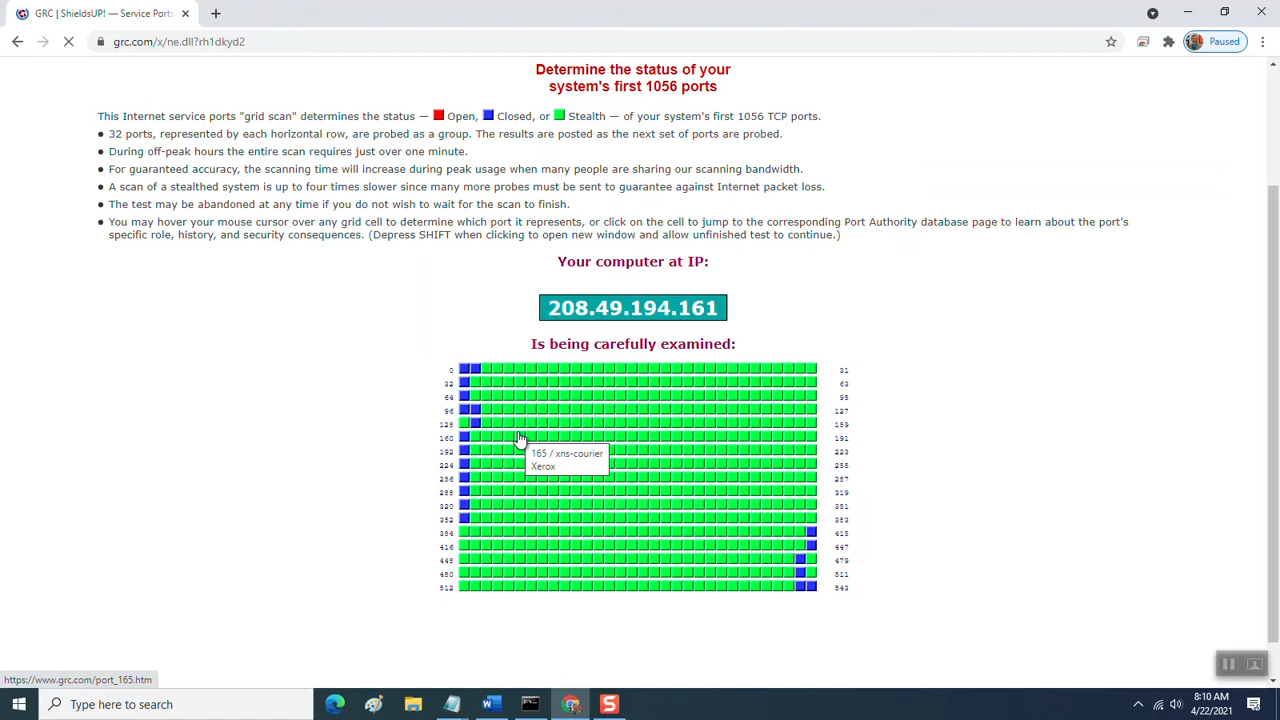 GRC | ShieldsUP! — Service Ports
grc.com/x/ne.dll?rh1dkyd2
Paused
Determine the status of your
system's first 1056 ports
This Internet service ports "grid scan" determines the status — Open, Closed, or Stealth — of your system's first 1056 TCP ports.
● 32 ports, represented by each horizontal row, are probed as a group. The results are posted as the next set of ports are probed.
● During off-peak hours the entire scan requires just over one minute.
● For guaranteed accuracy, the scanning time will increase during peak usage when many people are sharing our scanning bandwidth.
● A scan of a stealthed system is up to four times slower since many more probes must be sent to guarantee against Internet packet loss.
● The test may be abandoned at any time if you do not wish to wait for the scan to finish.
● You may hover your mouse cursor over any grid cell to determine which port it represents, or click on the cell to jump to the corresponding Port Authority database page to learn about the port's
specific role, history, and security consequences. (Depress SHIFT when clicking to open new window and allow unfinished test to continue.)
Your computer at IP:
208.49.194.161
Is being carefully examined:
0 31
32 63
64 95
96 127
128 159
160 191
192 223
224 255
256 287
288 319
320 351
352 383
384 415
416 447
448 479
480 511
512 543
165 / xns-courier
Xerox
https://www.grc.com/port_165.htm
Type here to search
8:10 AM
4/22/2021